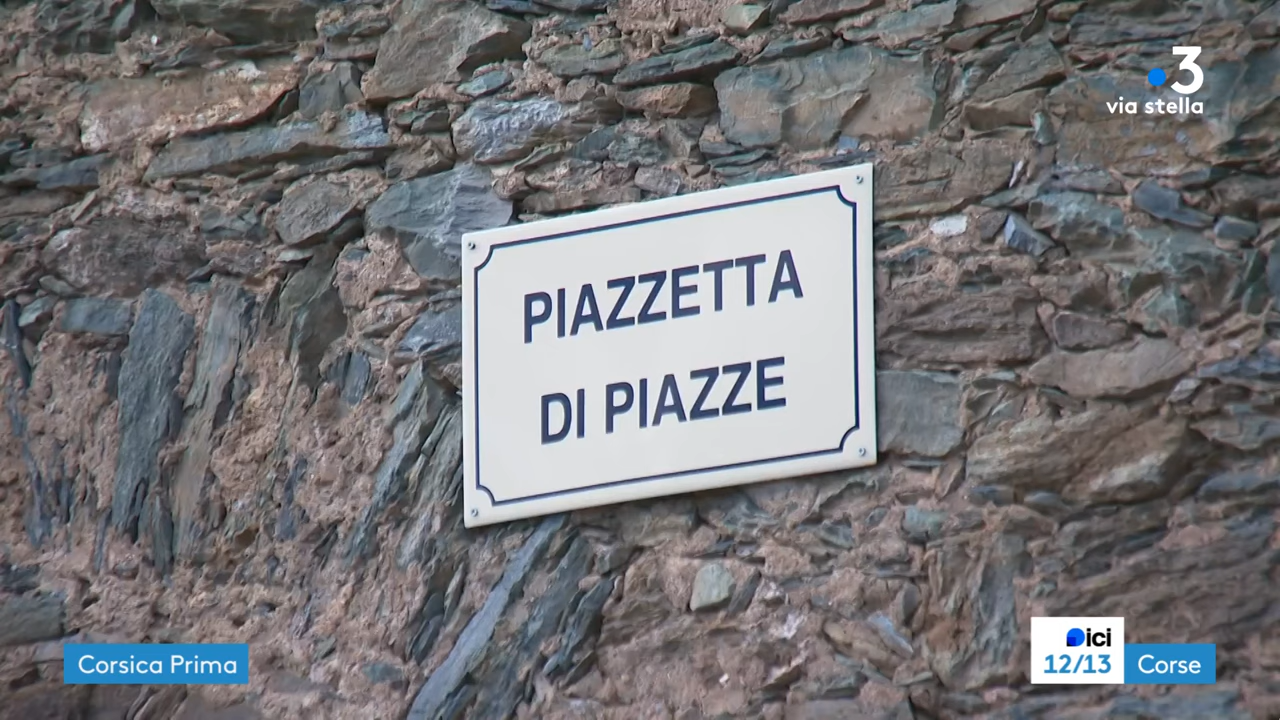 3
via stella
PIAZZETTA
DI PIAZZE
Corsica Prima
ici
12/13
Corse